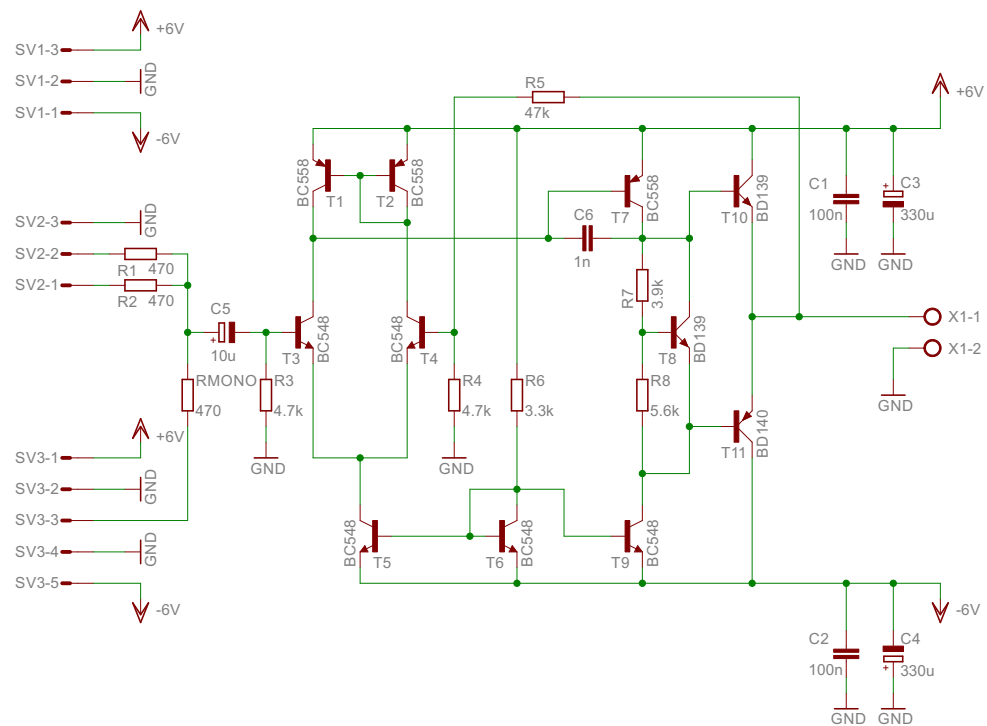 +6V
SV1-3
SV1-2
GND
SV1-1
-6V
SV2-3
GND
SV2-2
R1
470
SV2-1
R2
470
C5
10u
RMONO
470
R3
4.7k
GND
SV3-1
+6V
SV3-2
GND
SV3-3
SV3-4
GND
SV3-5
-6V
R5
47k
+6V
BC558
T1
T2
BC558
T7
BC558
T10
BD139
C6
1n
C1
100n
GND
C3
330u
GND
T3
BC548
BC548
T4
R4
4.7k
GND
R6
3.3k
R7
3.9k
T8
BD139
R8
5.6k
T11
BD140
X1-1
X1-2
GND
BC548
T5
T6
BC548
T9
BC548
-6V
C2
100n
GND
C4
330u
GND